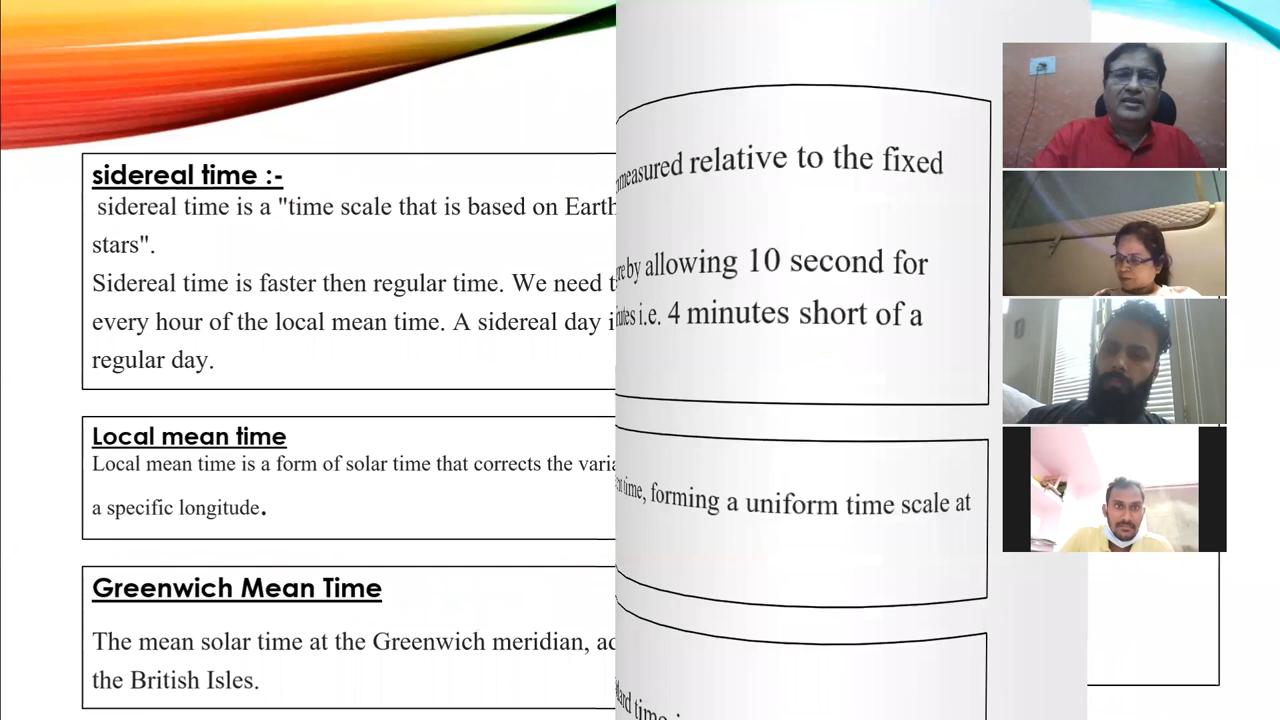 sidereal time :-
sidereal time is a "time scale that is based on Earth
measured relative to the fixed
stars".
Sidereal time is faster then regular time. We need
by allowing 10 second for
every hour of the local mean time. A sidereal day
i.e. 4 minutes short of a
regular day.
Local mean time
Local mean time is a form of solar time that corrects the
time, forming a uniform time scale at
a specific longitude.
Greenwich Mean Time
The mean solar time at the Greenwich meridian,
the British Isles.
time